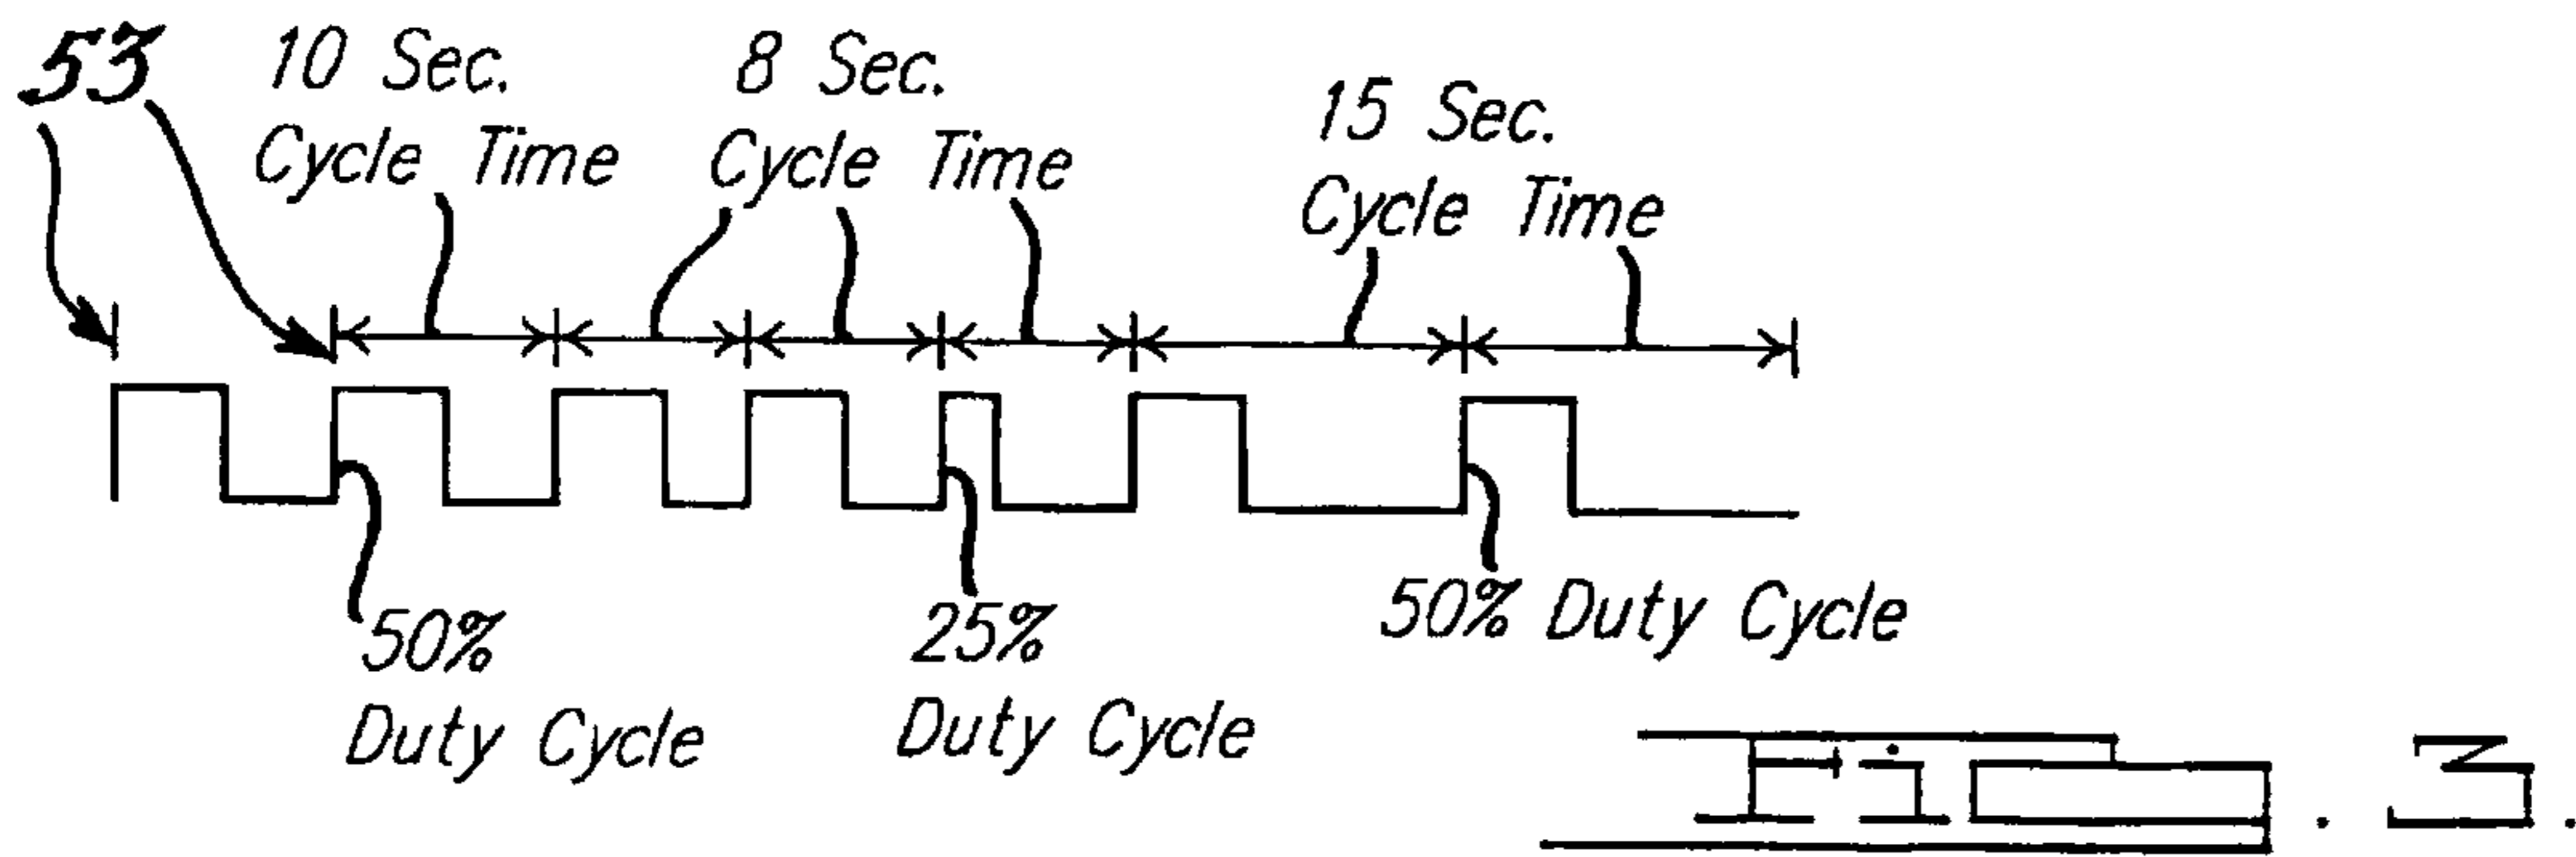 53
10 Sec.
Cycle Time
8 Sec.
Cycle Time
15 Sec.
Cycle Time
50%
Duty Cycle
25%
Duty Cycle
50% Duty Cycle
Fig. 3.